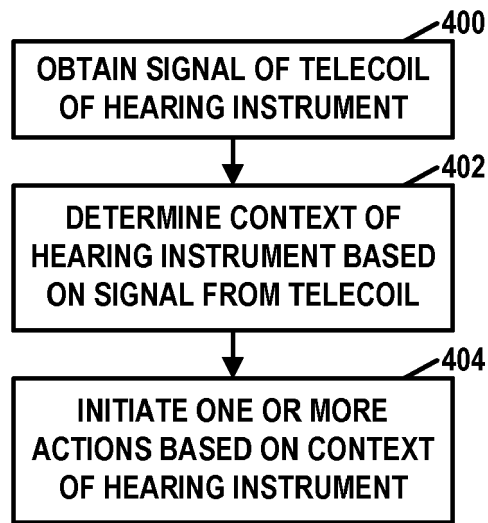 400
OBTAIN SIGNAL OF TELECOIL
OF HEARING INSTRUMENT
402
DETERMINE CONTEXT OF
HEARING INSTRUMENT BASED
ON SIGNAL FROM TELECOIL
404
INITIATE ONE OR MORE
ACTIONS BASED ON CONTEXT
OF HEARING INSTRUMENT